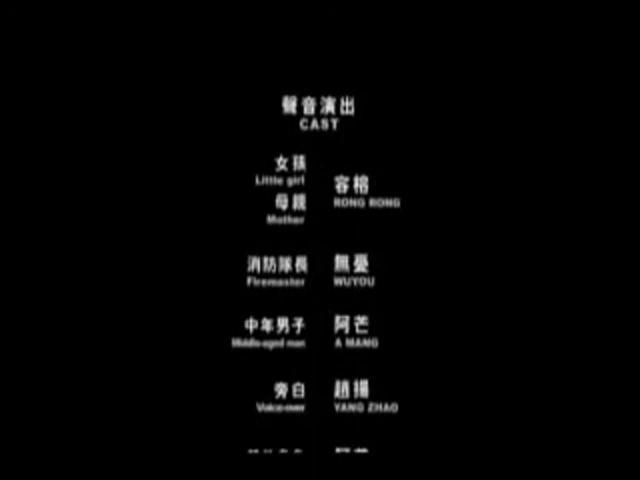 聲音演出
CAST
女孩
Little girl
容榕
RONG RONG
母親
Mother
消防隊長
Firemaster
無憂
WUYOU
中年男子
Middle-aged man
阿芒
A MANG
旁白
Voice-over
趙揚
YANG ZHAO